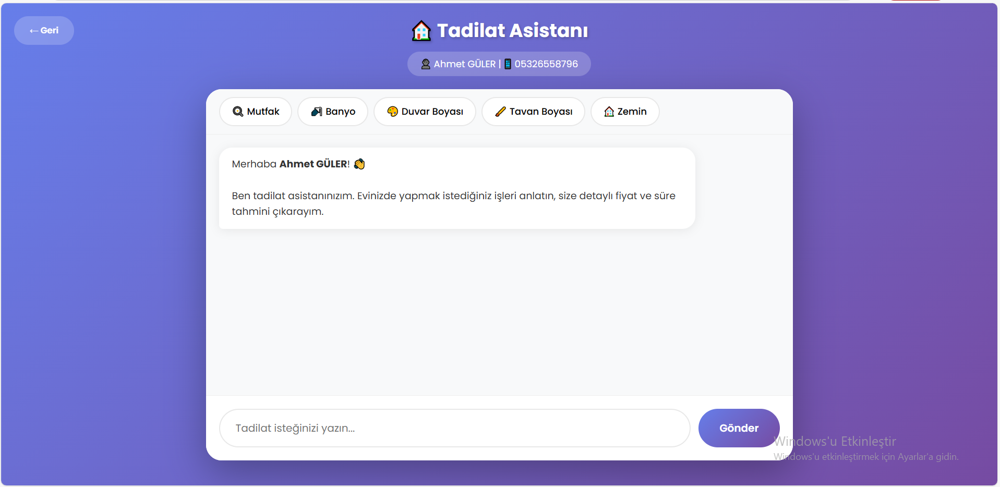 ← Geri
Tadilat Asistanı
Ahmet GÜLER | 05326558796
Mutfak
Banyo
Duvar Boyası
Tavan Boyası
Zemin
Merhaba Ahmet GÜLER!
Ben tadilat asistanınızım. Evinizde yapmak istediğiniz işleri anlatın, size detaylı fiyat ve süre
tahmini çıkarayım.
Tadilat isteğinizi yazın...
Gönder
Windows'u Etkinleştir
Windows'u etkinleştirmek için Ayarlar'a gidin.